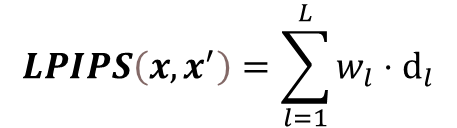 LPIPS(x, x′) = ∑_{l=1}^{L} w_l · d_l